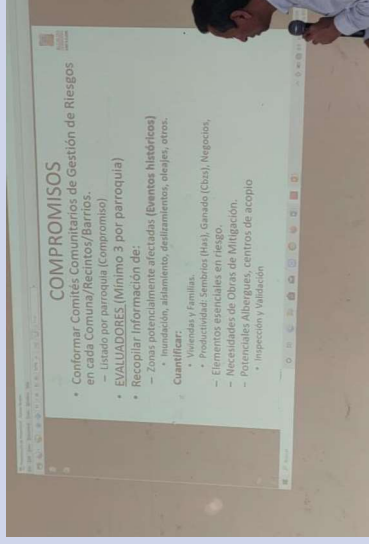 COMPROMISOS
• Conformar Comités Comunitarios de Gestión de Riesgos
en cada Comuna/Recintos/Barrios.
– Listado por parroquia (Compromiso)
• EVALUADORES (Mínimo 3 por parroquia)
• Recopilar Información de:
– Zonas potencialmente afectadas (Eventos históricos)
• Inundación, aislamiento, deslizamientos, oleajes, otros.
Cuantificar:
• Viviendas y Familias.
• Productividad: Sembríos (Has), Ganado (Cbzs), Negocios,
– Elementos esenciales en riesgo.
– Necesidades de Obras de Mitigación.
– Potenciales Albergues, centros de acopio
• Inspección y Validación